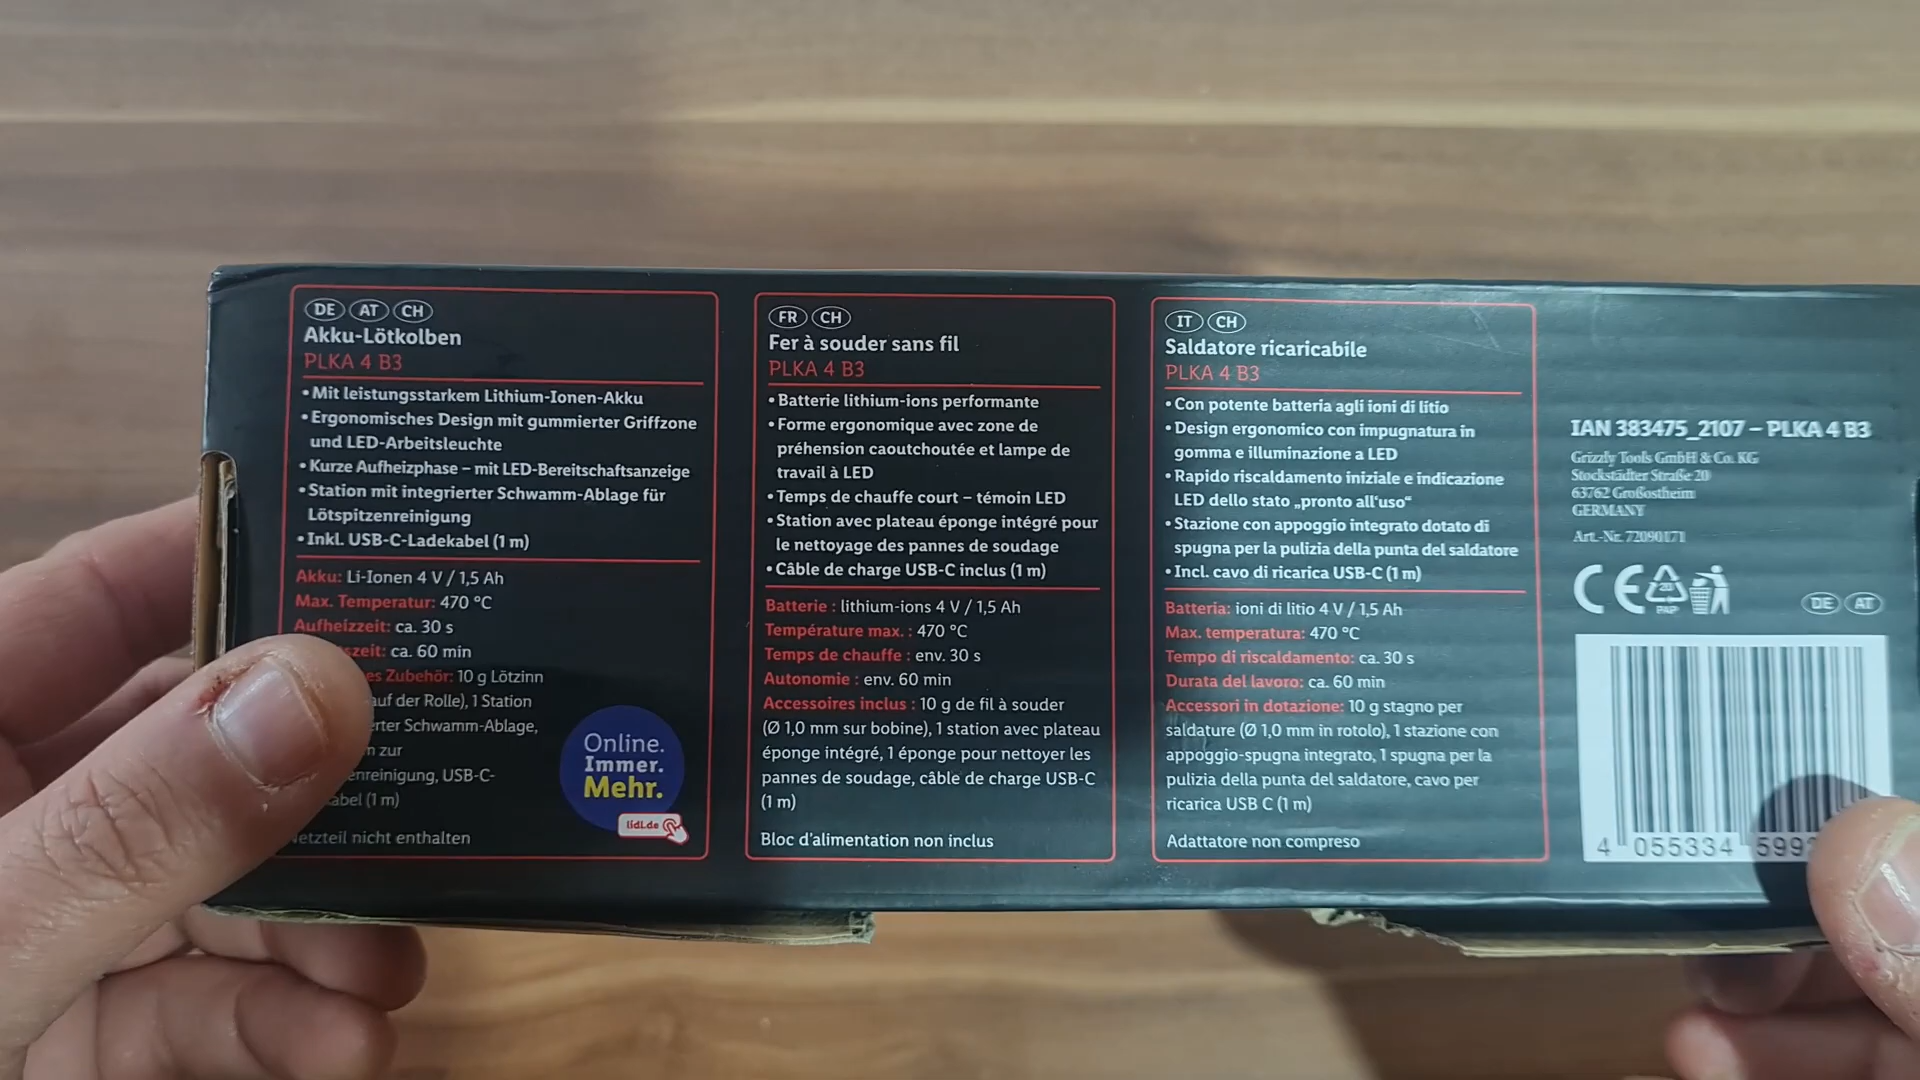 DE AT CH
Akku-Lötkolben
PLKA 4 B3
• Mit leistungsstarkem Lithium-Ionen-Akku
• Ergonomisches Design mit gummierter Griffzone
und LED-Arbeitsleuchte
• Kurze Aufheizphase – mit LED-Bereitschaftsanzeige
• Station mit integrierter Schwamm-Ablage für
Lötspitzenreinigung
• Inkl. USB-C-Ladekabel (1 m)
Akku: Li-Ionen 4 V / 1,5 Ah
Max. Temperatur: 470 °C
Aufheizzeit: ca. 30 s
ca. 60 min
Zubehör: 10 g Lötzinn
auf der Rolle), 1 Station
Schwamm-Ablage,
zur
USB-C-
(1 m)
Netzteil nicht enthalten
Online.
Immer.
Mehr.
lidl.de
FR CH
Fer à souder sans fil
PLKA 4 B3
• Batterie lithium-ions performante
• Forme ergonomique avec zone de
préhension caoutchoutée et lampe de
travail à LED
• Temps de chauffe court – témoin LED
• Station avec plateau éponge intégré pour
le nettoyage des pannes de soudage
• Câble de charge USB-C inclus (1 m)
Batterie : lithium-ions 4 V / 1,5 Ah
Température max. : 470 °C
Temps de chauffe : env. 30 s
Autonomie : env. 60 min
Accessoires inclus : 10 g de fil à souder
(Ø 1,0 mm sur bobine), 1 station avec plateau
éponge intégré, 1 éponge pour nettoyer les
pannes de soudage, câble de charge USB-C
(1 m)
Bloc d'alimentation non inclus
IT CH
Saldatore ricaricabile
PLKA 4 B3
• Con potente batteria agli ioni di litio
• Design ergonomico con impugnatura in
gomma e illuminazione a LED
• Rapido riscaldamento iniziale e indicazione
LED dello stato „pronto all'uso“
• Stazione con appoggio integrato dotato di
spugna per la pulizia della punta del saldatore
• Incl. cavo di ricarica USB-C (1 m)
Batteria: ioni di litio 4 V / 1,5 Ah
Max. temperatura: 470 °C
Tempo di riscaldamento: ca. 30 s
Durata del lavoro: ca. 60 min
Accessori in dotazione: 10 g stagno per
saldature (Ø 1,0 mm in rotolo), 1 stazione con
appoggio-spugna integrato, 1 spugna per la
pulizia della punta del saldatore, cavo per
ricarica USB C (1 m)
Adattatore non compreso
IAN 383475_2107 – PLKA 4 B3
Grizzly Tools GmbH & Co. KG
Stockstädter Straße 20
63762 Großostheim
GERMANY
Art.-Nr. 72090171
CE 20 PAP
DE AT
4 055334 599